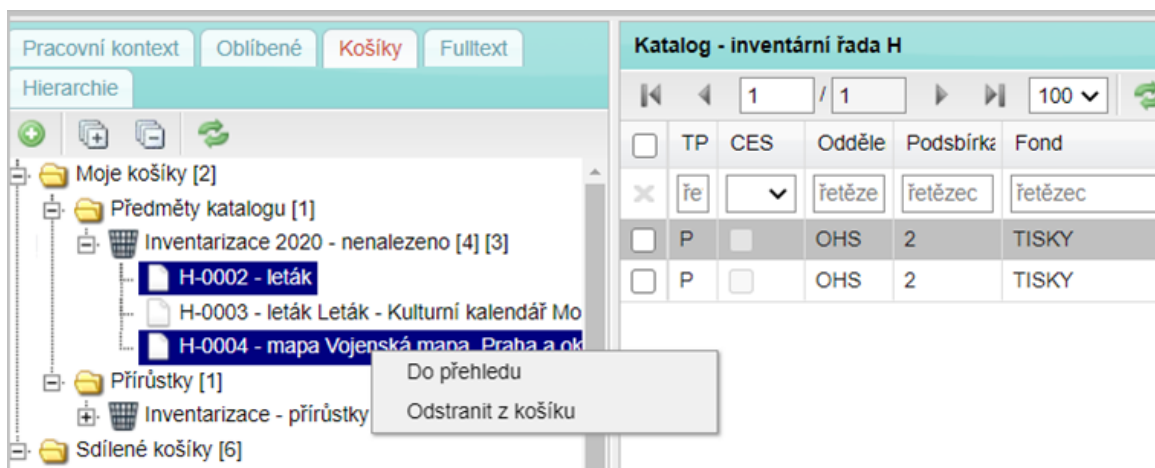 Pracovní kontext Oblíbené Košíky Fulltext
Hierarchie
Moje košíky [2]
Předměty katalogu [1]
Inventarizace 2020 - nenalezeno [4] [3]
H-0002 - leták
H-0003 - leták Leták - Kulturní kalendář Mo
H-0004 - mapa Vojenská mapa, Praha a ok
Přírůstky [1]
Inventarizace - přírůstky
Sdílené košíky [6]
Do přehledu
Odstranit z košíku
Katalog - inventární řada H
1 / 1 100
TP CES Odděle Podsbírka Fond
ře řetěze řetězec řetězec
P OHS 2 TISKY
P OHS 2 TISKY